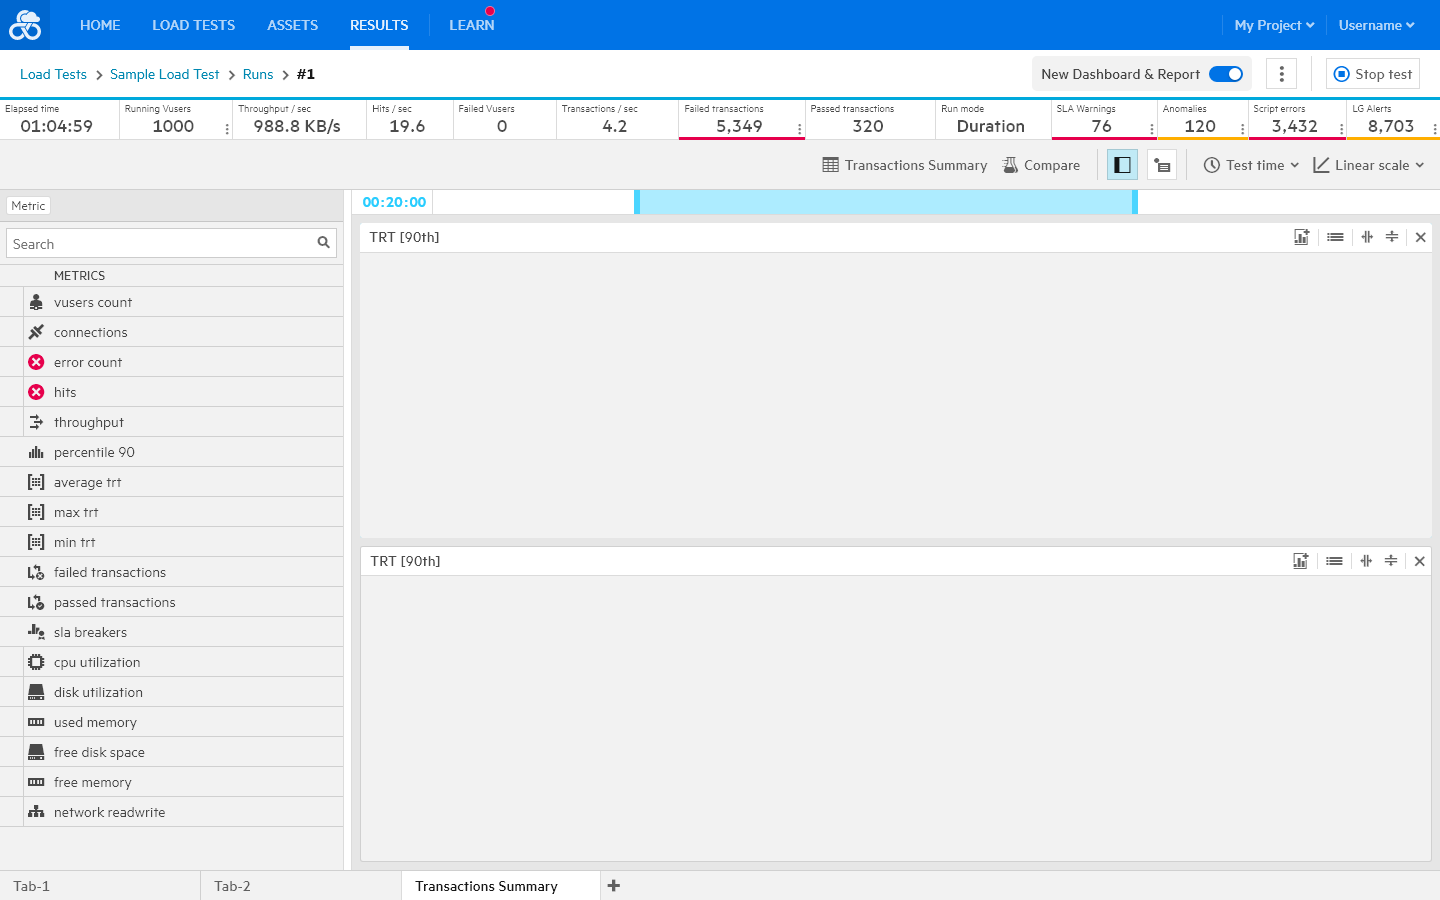 HOME LOAD TESTS ASSETS RESULTS LEARN My Project Username
Load Tests Sample Load Test Runs #1 New Dashboard & Report Stop test
Elapsed time Running Vusers Throughput / sec Hits / sec Failed Vusers Transactions / sec Failed transactions Passed transactions Run mode SLA Warnings Anomalies Script errors LG Alerts
01:04:59 1000 988.8 KB/s 19.6 0 4.2 5,349 320 Duration 76 120 3,432 8,703
Transactions Summary Compare Test time Linear scale
Metric
00:20:00
Search
METRICS
vusers count
connections
error count
hits
throughput
percentile 90
average trt
max trt
min trt
failed transactions
passed transactions
sla breakers
cpu utilization
disk utilization
used memory
free disk space
free memory
network readwrite
TRT [90th]
TRT [90th]
Tab-1 Tab-2 Transactions Summary